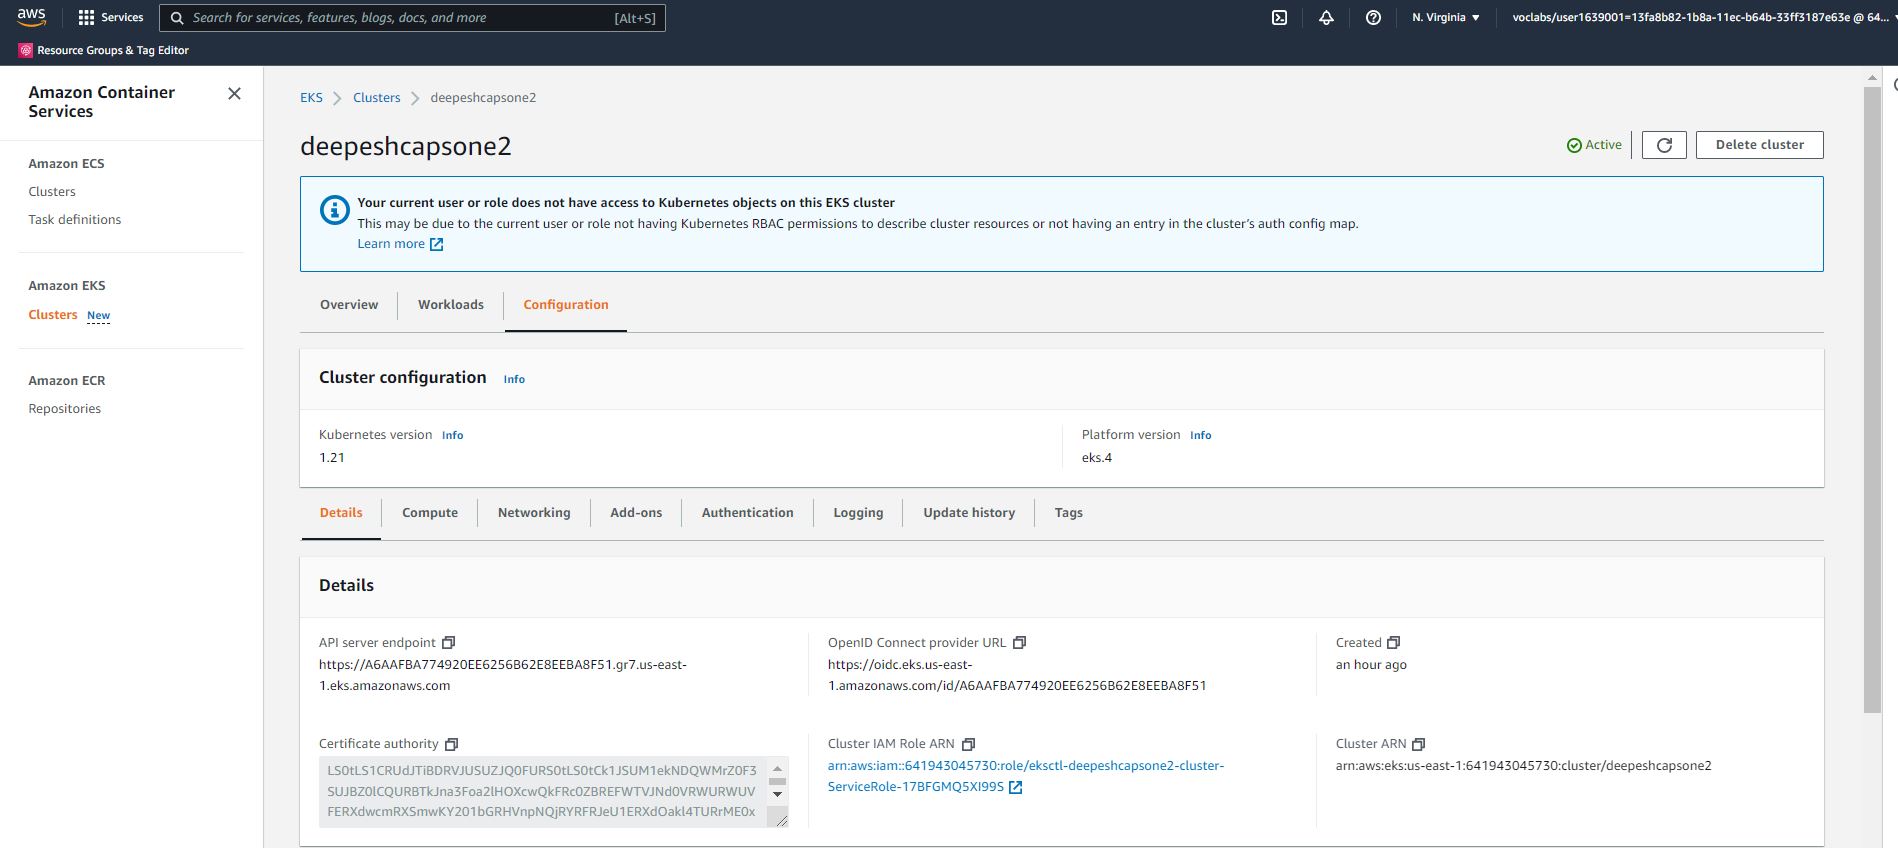 aws
Services
Search for services, features, blogs, docs, and more
[Alt+S]
N. Virginia
voclabs/user1639001=13fa8b82-1b8a-11ec-b64b-33ff3187e63e @ 64...
Resource Groups & Tag Editor
Amazon Container
Services
Amazon ECS
Clusters
Task definitions
Amazon EKS
Clusters New
Amazon ECR
Repositories
EKS Clusters deepeshcapsone2
deepeshcapsone2
Active
Delete cluster
Your current user or role does not have access to Kubernetes objects on this EKS cluster
This may be due to the current user or role not having Kubernetes RBAC permissions to describe cluster resources or not having an entry in the cluster's auth config map.
Learn more
Overview Workloads Configuration
Cluster configuration Info
Kubernetes version Info
1.21
Platform version Info
eks.4
Details Compute Networking Add-ons Authentication Logging Update history Tags
Details
API server endpoint
https://A6AAFBA774920EE6256B62E8EEBA8F51.gr7.us-east-
1.eks.amazonaws.com
OpenID Connect provider URL
https://oidc.eks.us-east-
1.amazonaws.com/id/A6AAFBA774920EE6256B62E8EEBA8F51
Created
an hour ago
Certificate authority
LS0tLS1CRUdJTiBDRVJUSUZJQ0FURS0tLS0tCk1JSUM1ekNDQWMrZ0F3
SUJBZ0lCQURBTkJna3Foa2lHOXcwQkFRc0ZBREFWTVJNd0VRWURWUV
FERXdwcmRXSmwKY201bGRHVnpNQjRYRFRJeU1ERXdOakl4TURrME0x
Cluster IAM Role ARN
arn:aws:iam::641943045730:role/eksctl-deepeshcapsone2-cluster-
ServiceRole-17BFGMQ5XI99S
Cluster ARN
arn:aws:eks:us-east-1:641943045730:cluster/deepeshcapsone2